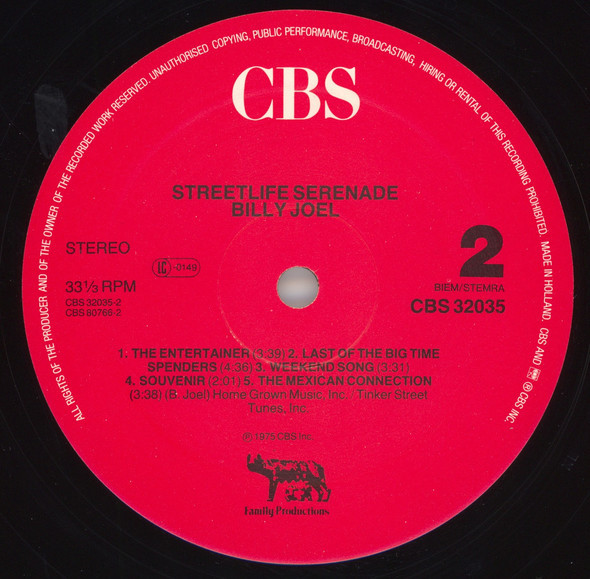 ALL RIGHTS OF THE PRODUCER AND OF THE OWNER OF THE RECORDED WORK RESERVED. UNAUTHORISED COPYING, PUBLIC PERFORMANCE, BROADCASTING, HIRING OR RENTAL OF THIS RECORDING PROHIBITED. MADE IN HOLLAND. CBS AND ® CBS INC.
CBS
STREETLIFE SERENADE
BILLY JOEL
STEREO
2
LC-0149
33⅓ RPM
BIEM/STEMRA
CBS 32035-2
CBS 32035
CBS 80766-2
1. THE ENTERTAINER (3:39) 2. LAST OF THE BIG TIME
SPENDERS (4:36) 3. WEEKEND SONG (3:31)
4. SOUVENIR (2:01) 5. THE MEXICAN CONNECTION
(3:38) (B. Joel) Home Grown Music, Inc. / Tinker Street
Tunes, Inc.
℗ 1975 CBS Inc.
Family Productions